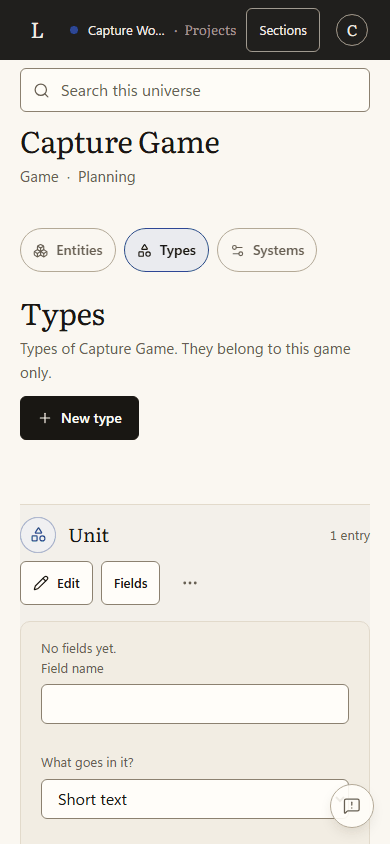 L Capture Wo... · Projects Sections C
Search this universe
Capture Game
Game · Planning
Entities Types Systems
Types
Types of Capture Game. They belong to this game
only.
New type
Unit 1 entry
Edit Fields
No fields yet.
Field name
What goes in it?
Short text